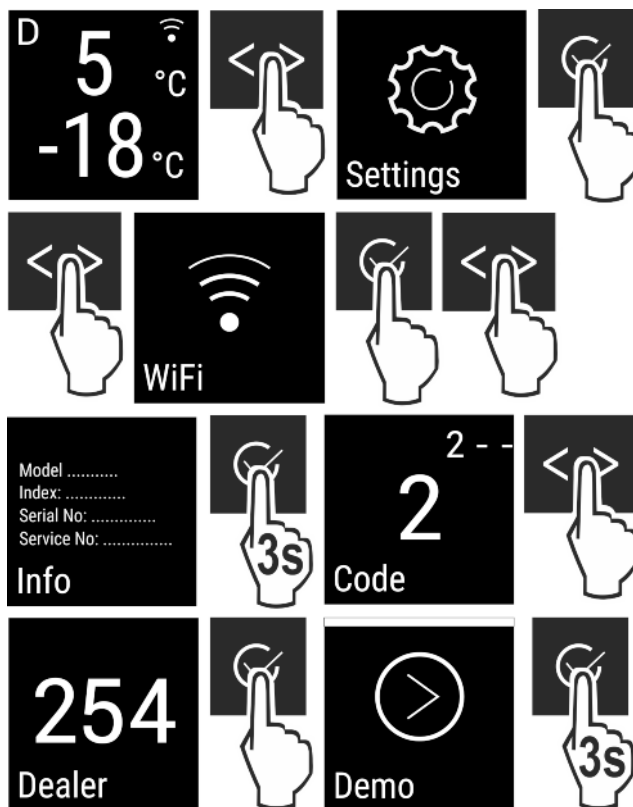 D
5 °C
-18 °C
Settings
WiFi
Model ...........
Index: .............
Serial No: ..............
Service No: ...............
Info
3s
2 - -
2
Code
254
Dealer
Demo
3s